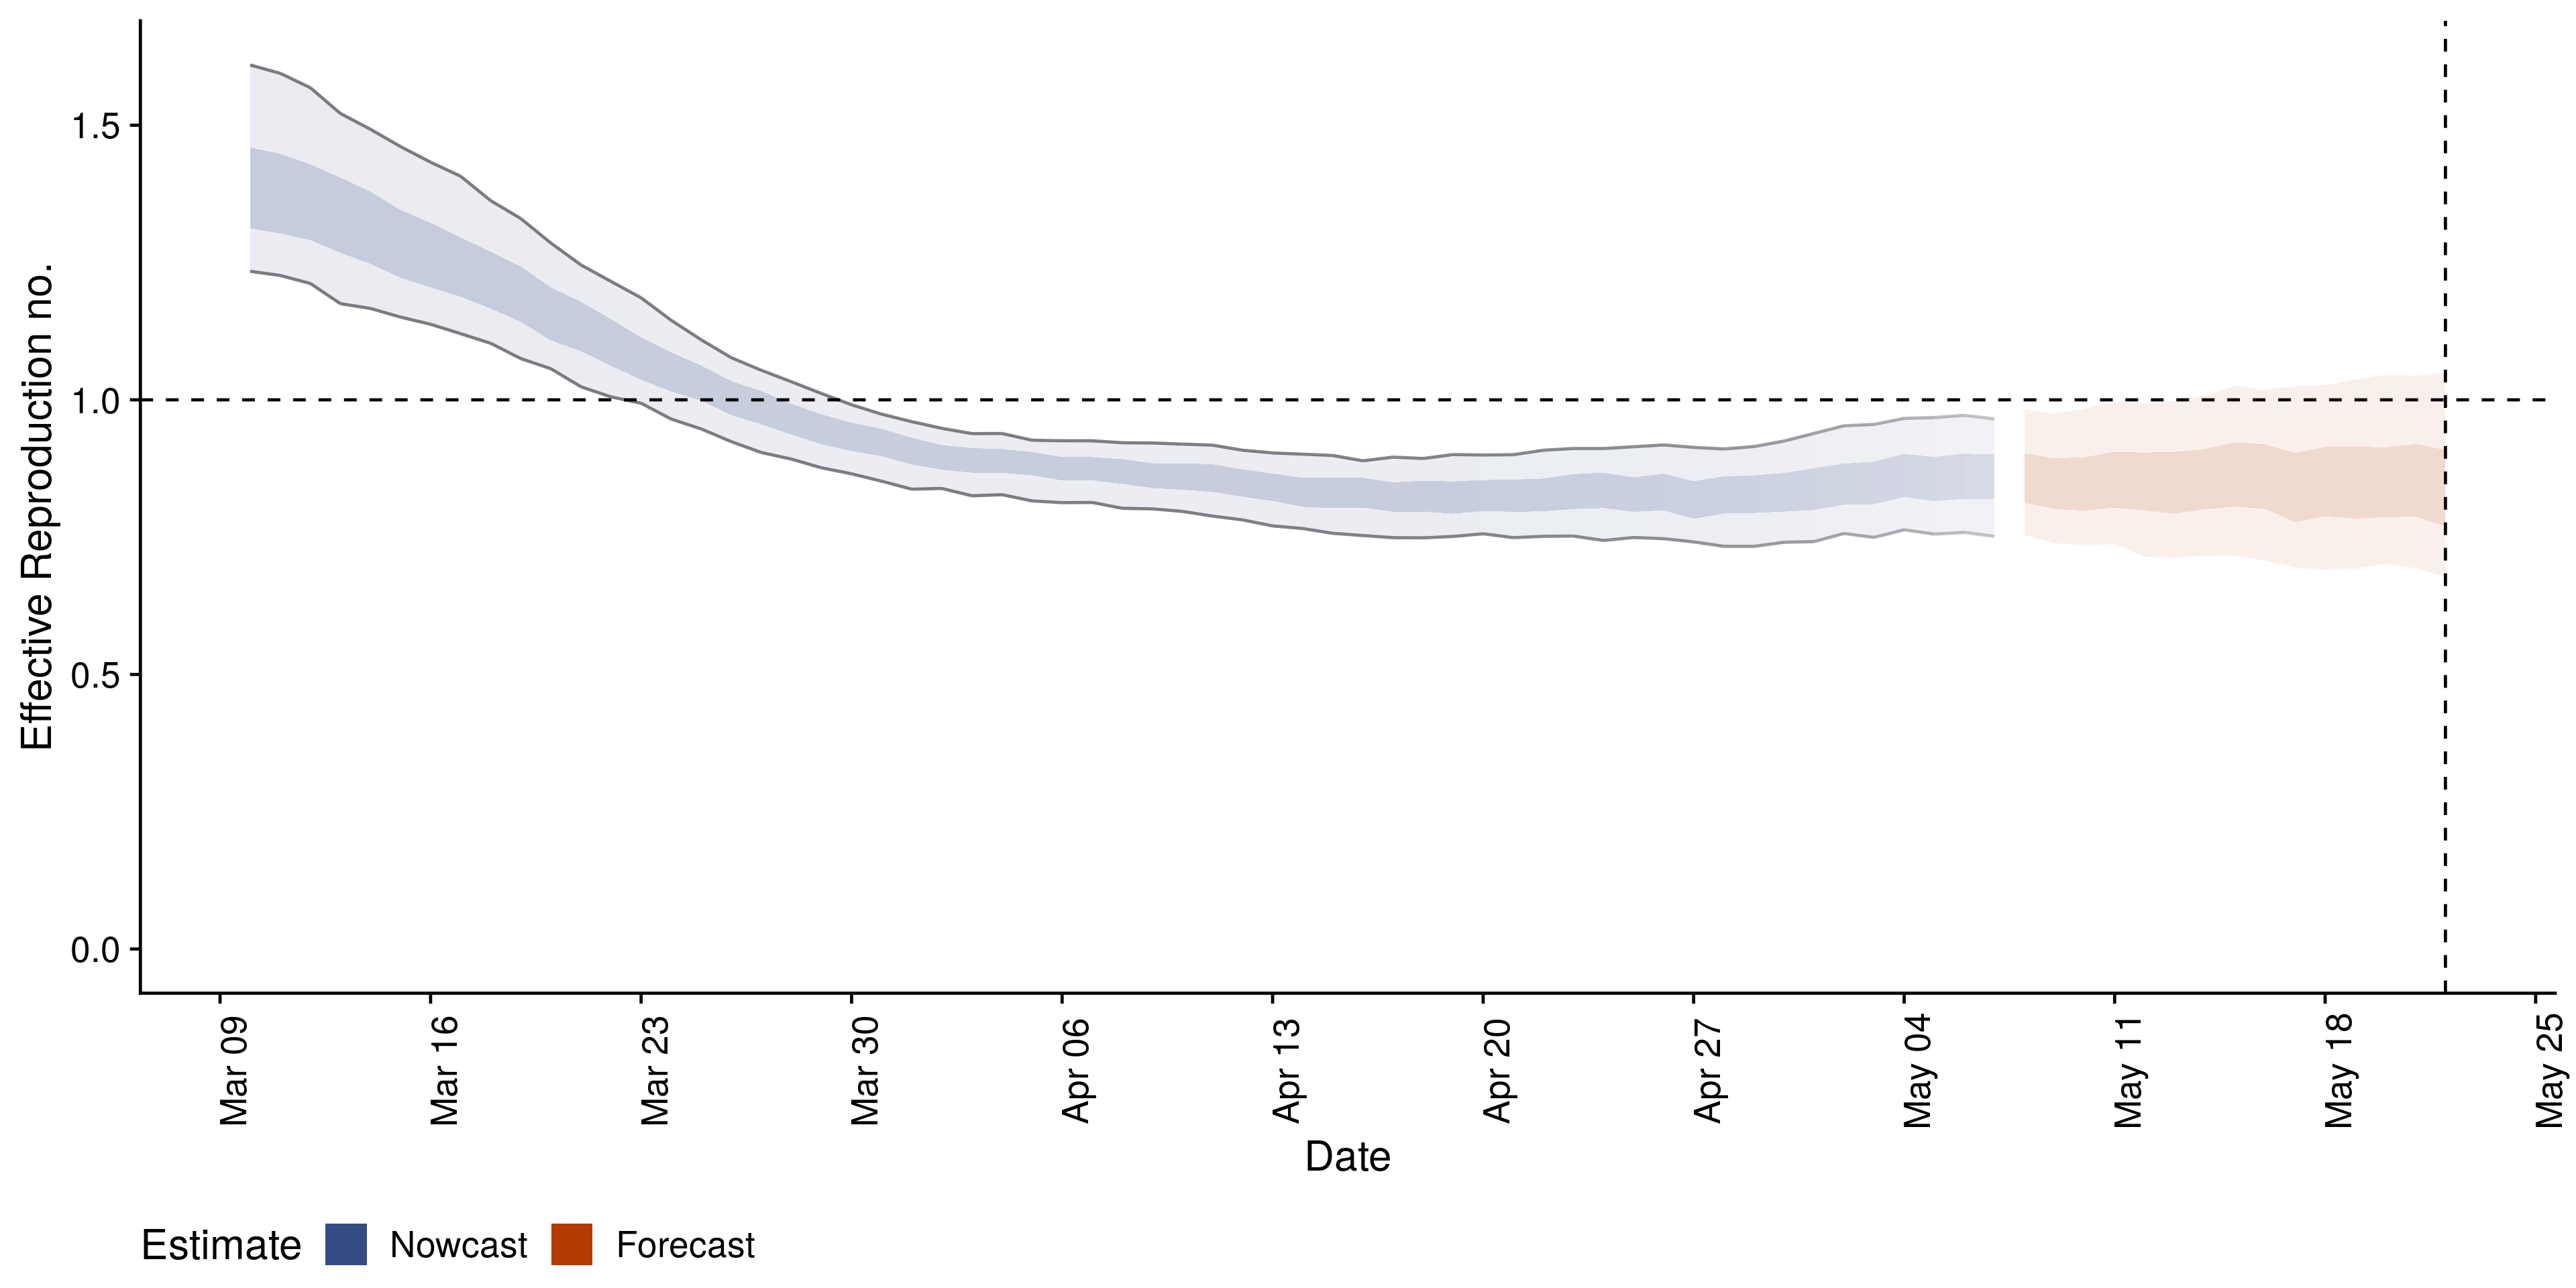 Effective Reproduction no.
1.5
1.0
0.5
0.0
Mar 09
Mar 16
Mar 23
Mar 30
Apr 06
Apr 13
Apr 20
Apr 27
May 04
May 11
May 18
May 25
Date
Estimate Nowcast Forecast